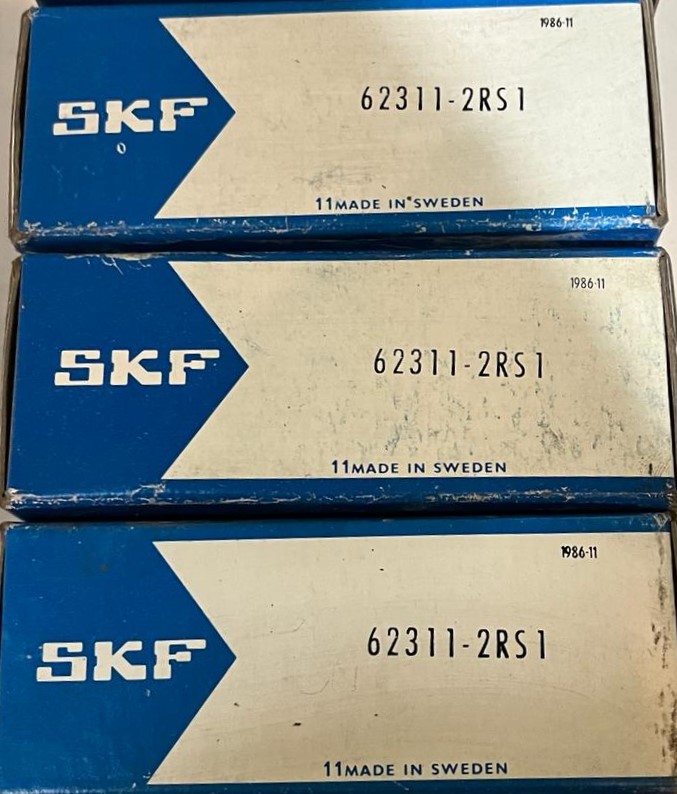 1986-11
SKF
62311-2RS1
11MADE IN SWEDEN
1986-11
SKF
62311-2RS1
11MADE IN SWEDEN
1986-11
SKF
62311-2RS1
11MADE IN SWEDEN